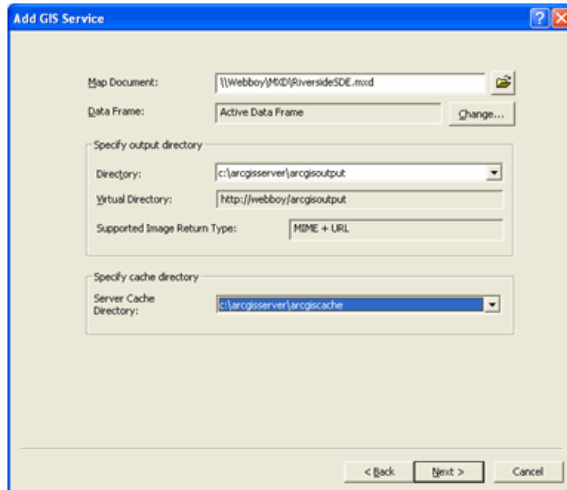 Add GIS Service
Map Document: \\Webboy\MXD\RiversideSDE.mxd
Data Frame: Active Data Frame Change...
Specify output directory
Directory: c:\arcgisserver\arcgisoutput
Virtual Directory: http://webboy/arcgisoutput
Supported Image Return Type: MIME + URL
Specify cache directory
Server Cache
Directory: c:\arcgisserver\arcgiscache
< Back Next > Cancel